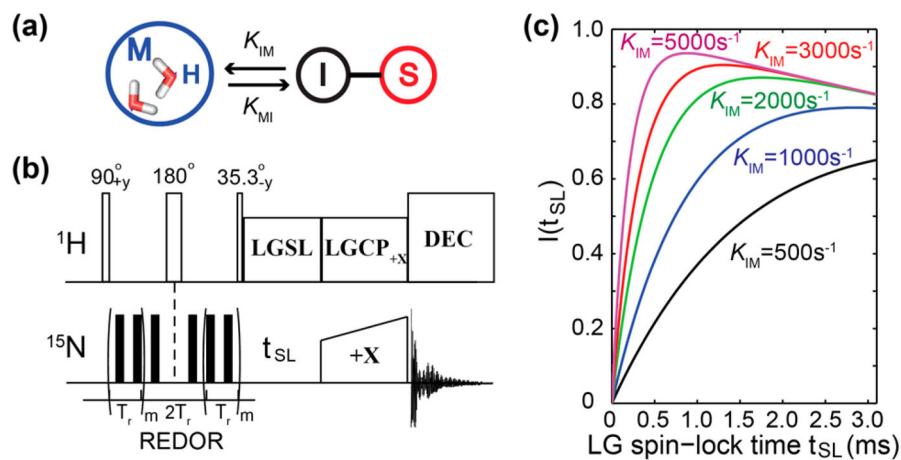 (a)
K_IM
K_MI
M
H
I
S
(b)
90°+y 180° 35.3°-y
¹H
LGSL
LGCP+X
DEC
¹⁵N
t_SL
+X
T_r m 2T_r T_r m
REDOR
(c)
K_IM=5000s⁻¹
K_IM=3000s⁻¹
K_IM=2000s⁻¹
K_IM=1000s⁻¹
K_IM=500s⁻¹
I(t_SL)
1
0.8
0.6
0.4
0.2
0
0 0.5 1.0 1.5 2.0 2.5 3.0
LG spin-lock time t_SL (ms)